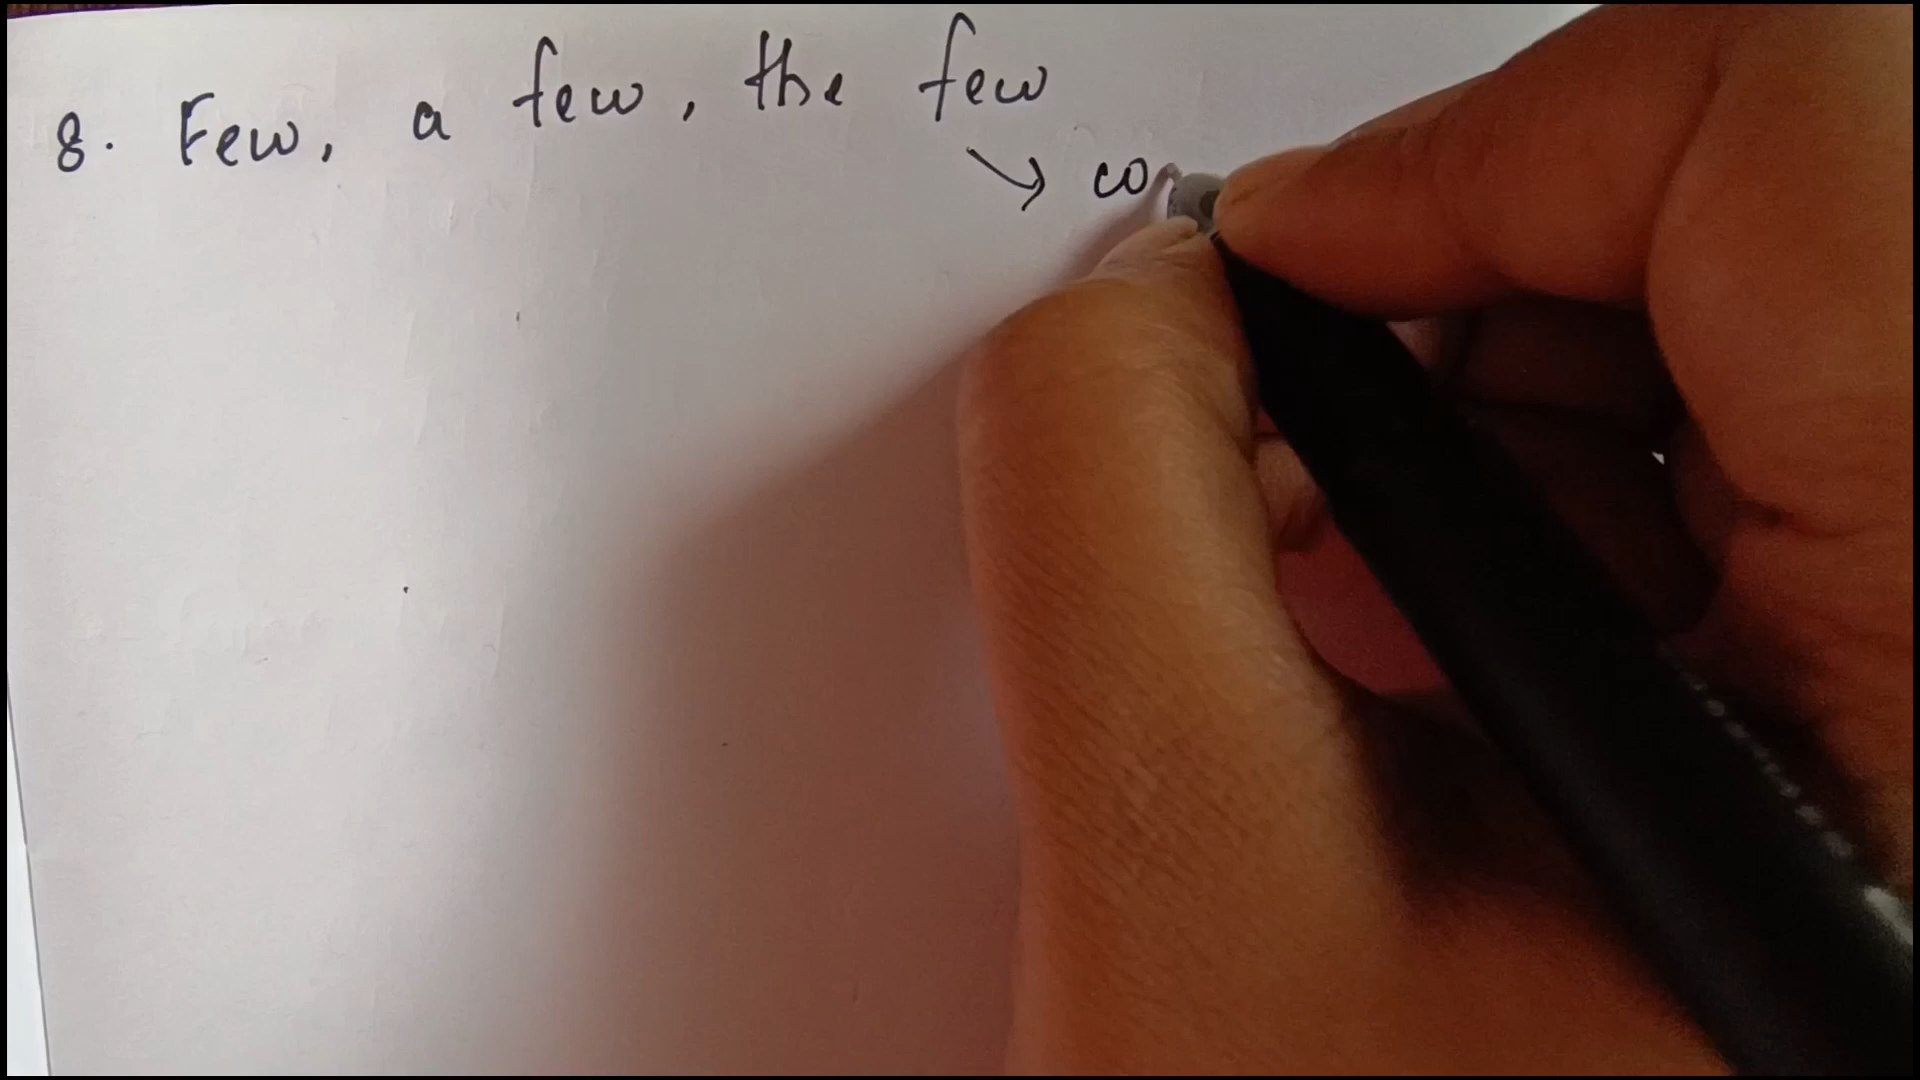 8. Few, a few, the few
→ co